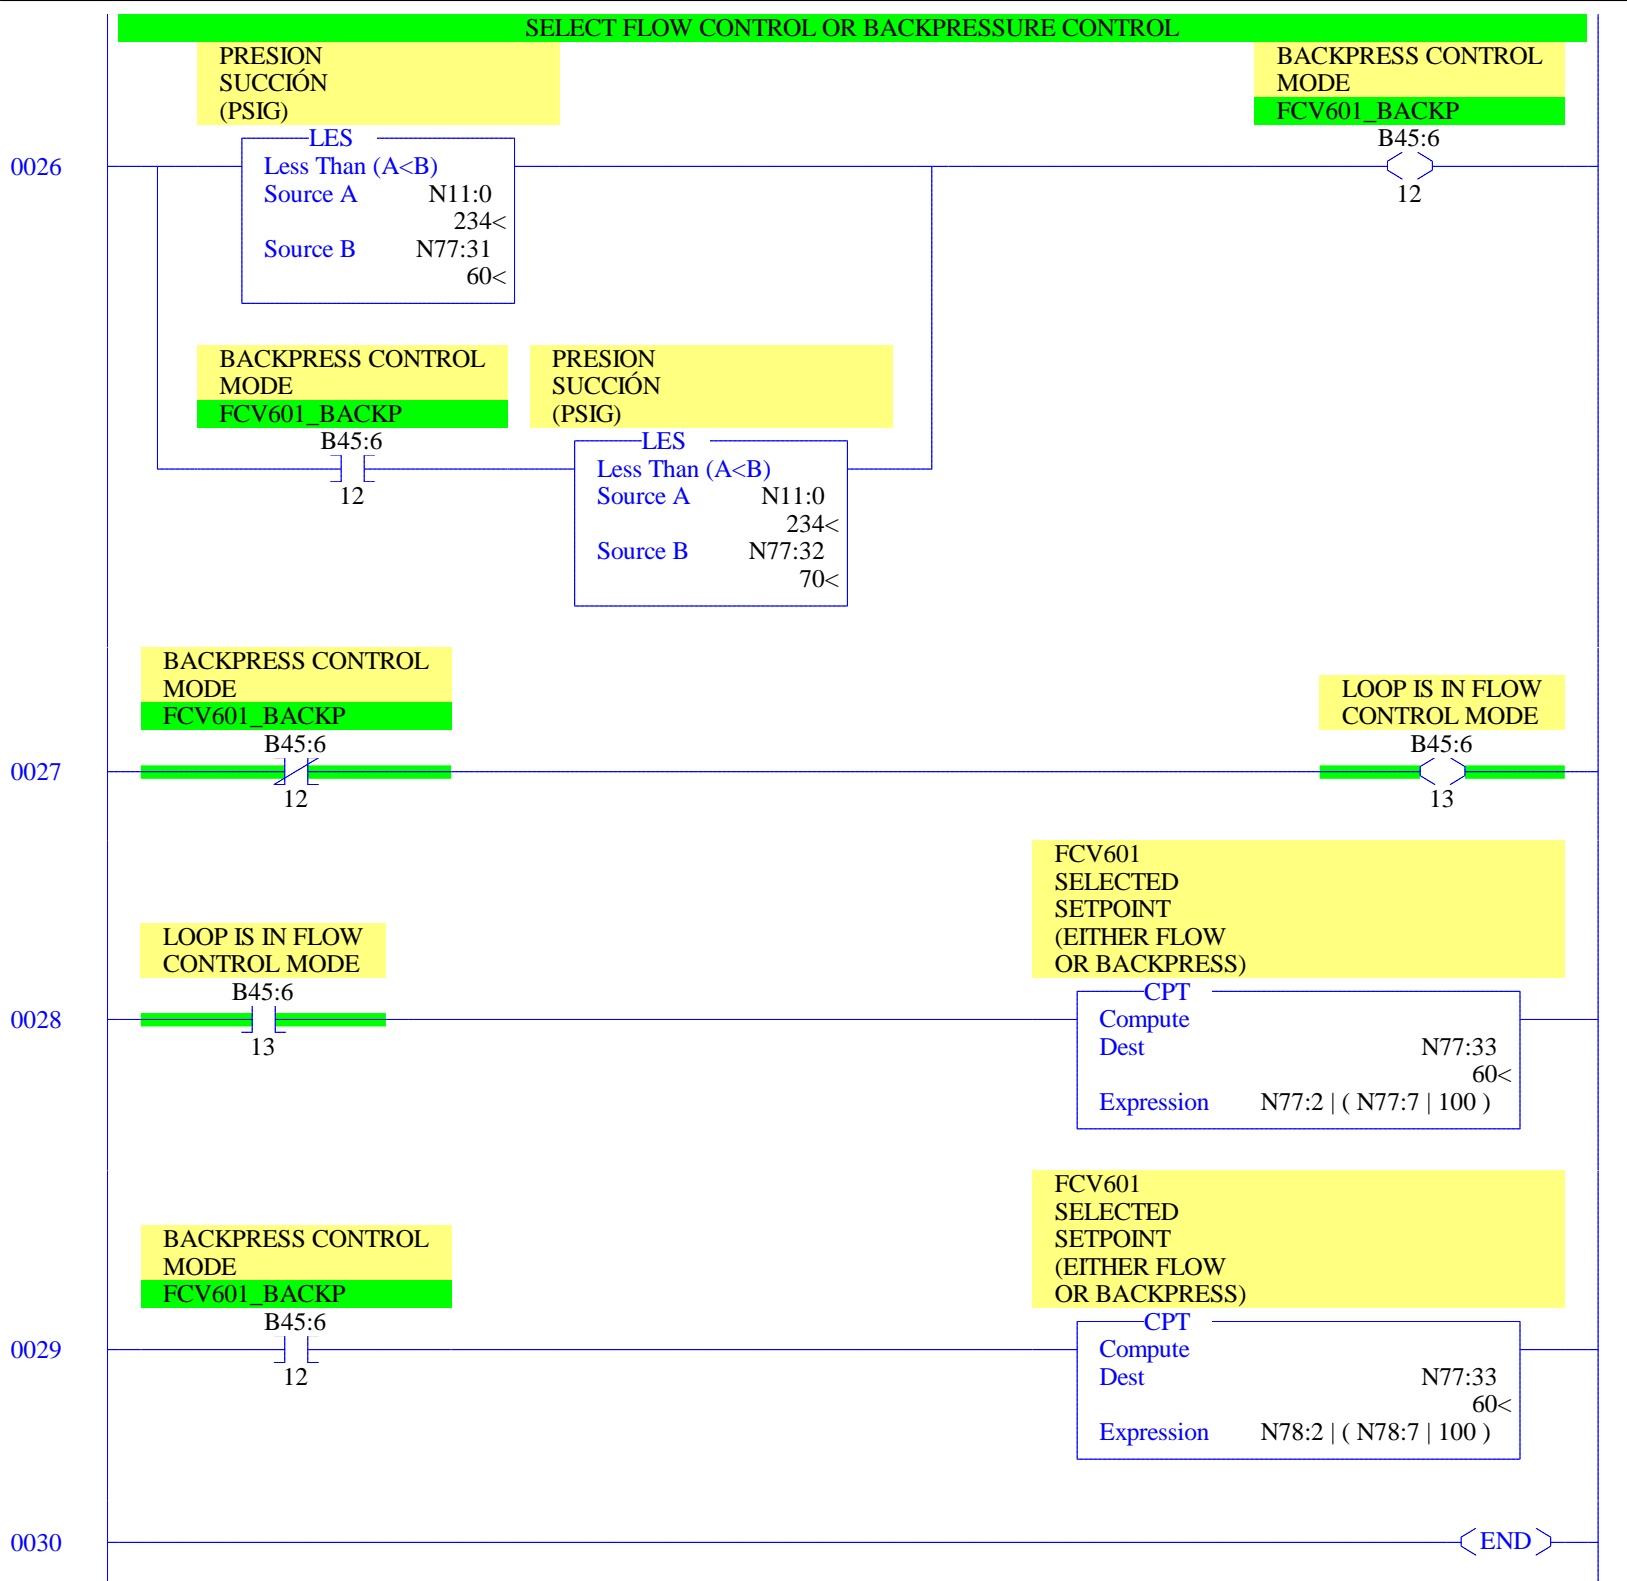 SELECT FLOW CONTROL OR BACKPRESSURE CONTROL
PRESION
SUCCIÓN
(PSIG)
BACKPRESS CONTROL
MODE
FCV601_BACKP
B45:6
12
0026
LES
Less Than (A<B)
Source A N11:0
234<
Source B N77:31
60<
BACKPRESS CONTROL
MODE
FCV601_BACKP
B45:6
12
PRESION
SUCCIÓN
(PSIG)
LES
Less Than (A<B)
Source A N11:0
234<
Source B N77:32
70<
BACKPRESS CONTROL
MODE
FCV601_BACKP
B45:6
12
0027
LOOP IS IN FLOW
CONTROL MODE
B45:6
13
LOOP IS IN FLOW
CONTROL MODE
B45:6
13
0028
FCV601
SELECTED
SETPOINT
(EITHER FLOW
OR BACKPRESS)
CPT
Compute
Dest N77:33
60<
Expression N77:2 | ( N77:7 | 100 )
BACKPRESS CONTROL
MODE
FCV601_BACKP
B45:6
12
0029
FCV601
SELECTED
SETPOINT
(EITHER FLOW
OR BACKPRESS)
CPT
Compute
Dest N77:33
60<
Expression N78:2 | ( N78:7 | 100 )
0030
END